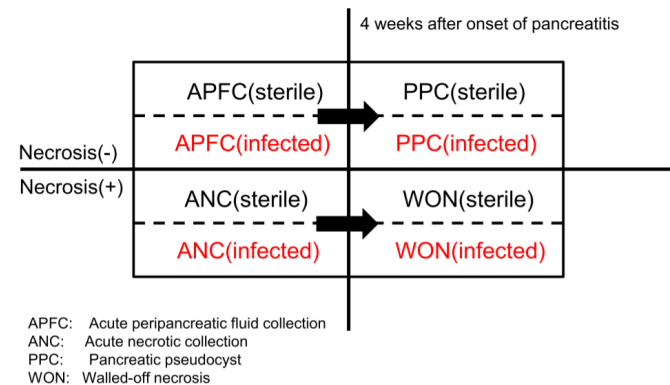 4 weeks after onset of pancreatitis
APFC(sterile) PPC(sterile)
APFC(infected) PPC(infected)
Necrosis(-)
Necrosis(+)
ANC(sterile) WON(sterile)
ANC(infected) WON(infected)
APFC: Acute peripancreatic fluid collection
ANC: Acute necrotic collection
PPC: Pancreatic pseudocyst
WON: Walled-off necrosis